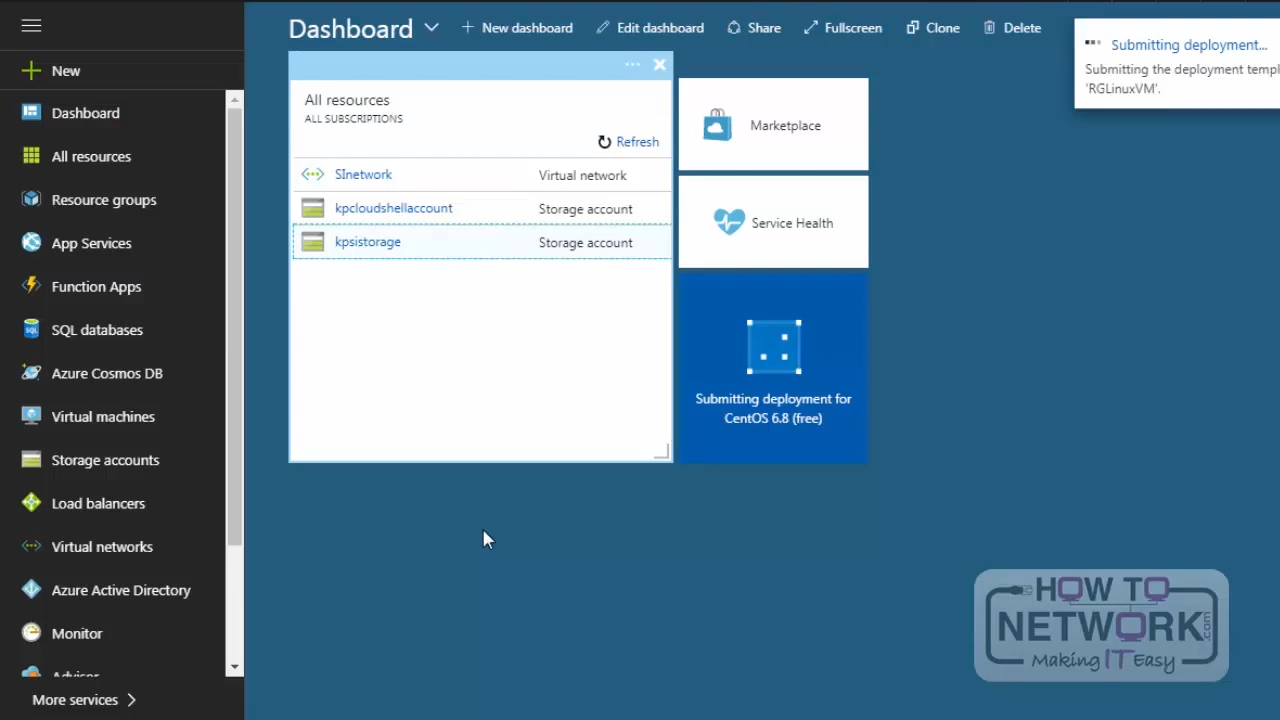 Dashboard
New dashboard
Edit dashboard
Share
Fullscreen
Clone
Delete
Submitting deployment...
Submitting the deployment templ
'RGLinuxVM'.
New
Dashboard
All resources
Resource groups
App Services
Function Apps
SQL databases
Azure Cosmos DB
Virtual machines
Storage accounts
Load balancers
Virtual networks
Azure Active Directory
Monitor
Advisor
More services
All resources
ALL SUBSCRIPTIONS
Refresh
SInetwork Virtual network
kpcloudshellaccount Storage account
kpsistorage Storage account
Marketplace
Service Health
Submitting deployment for
CentOS 6.8 (free)
HOW TO
NETWORK.com
Making IT Easy